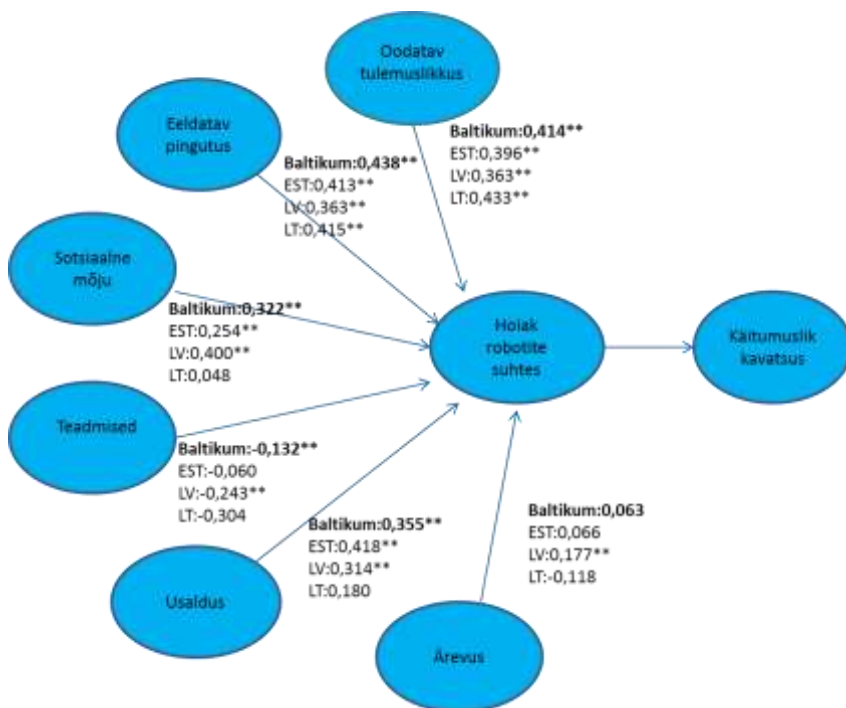 Oodatav
tulemuslikkus
Eeldatav
pingutus
Baltikum:0,414**
EST:0,396**
LV:0,363**
LT:0,433**
Baltikum:0,438**
EST:0,413**
LV:0,363**
LT:0,415**
Sotsiaalne
mõju
Baltikum:0,322**
EST:0,254**
LV:0,400**
LT:0,048
Hoiak
robotite
suhtes
Käitumuslik
kavatsus
Teadmised
Baltikum:-0,132**
EST:-0,060
LV:-0,243**
LT:-0,304
Usaldus
Baltikum:0,355**
EST:0,418**
LV:0,314**
LT:0,180
Baltikum:0,063
EST:0,066
LV:0,177**
LT:-0,118
Ärevus